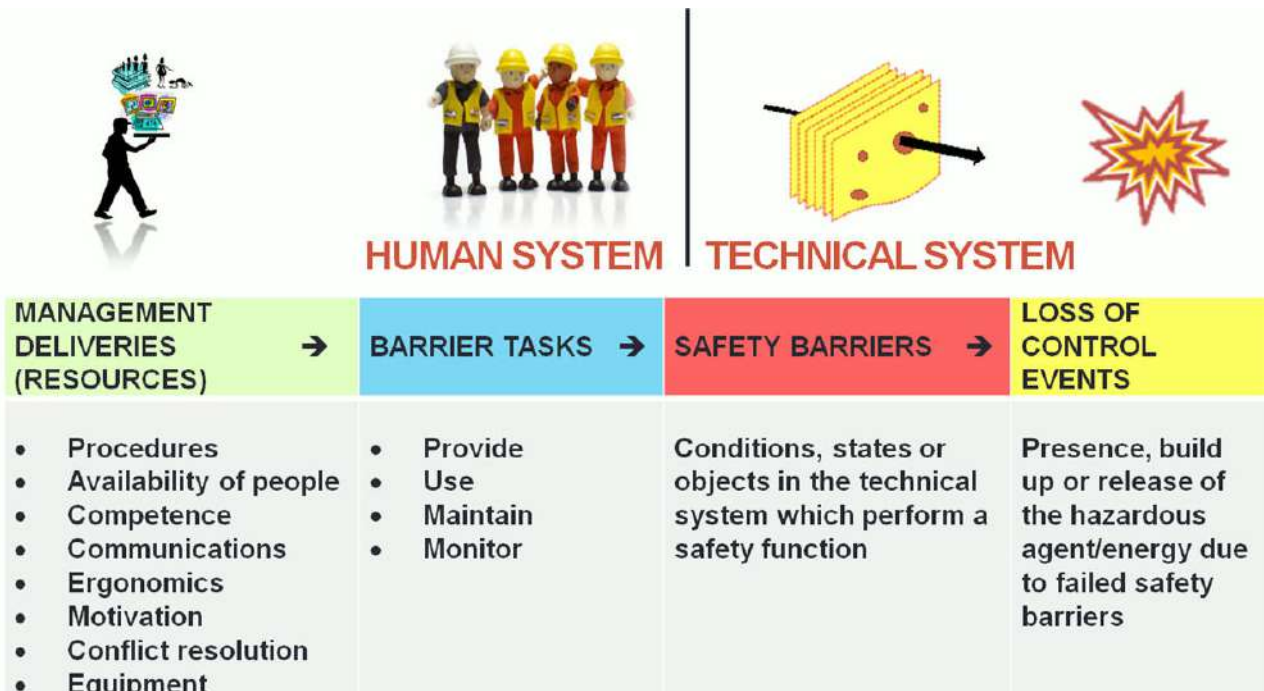 HUMAN SYSTEM
TECHNICAL SYSTEM
MANAGEMENT
DELIVERIES →
(RESOURCES)
BARRIER TASKS →
SAFETY BARRIERS →
LOSS OF
CONTROL
EVENTS
• Procedures
• Availability of people
• Competence
• Communications
• Ergonomics
• Motivation
• Conflict resolution
• Equipment
• Provide
• Use
• Maintain
• Monitor
Conditions, states or
objects in the technical
system which perform a
safety function
Presence, build
up or release of
the hazardous
agent/energy due
to failed safety
barriers